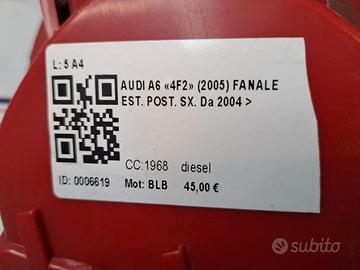 L: 5 A4
AUDI A6 «4F2» (2005) FANALE
EST. POST. SX. Da 2004 >
CC:1968 diesel
ID: 0006619 Mot: BLB 45,00 €
subito